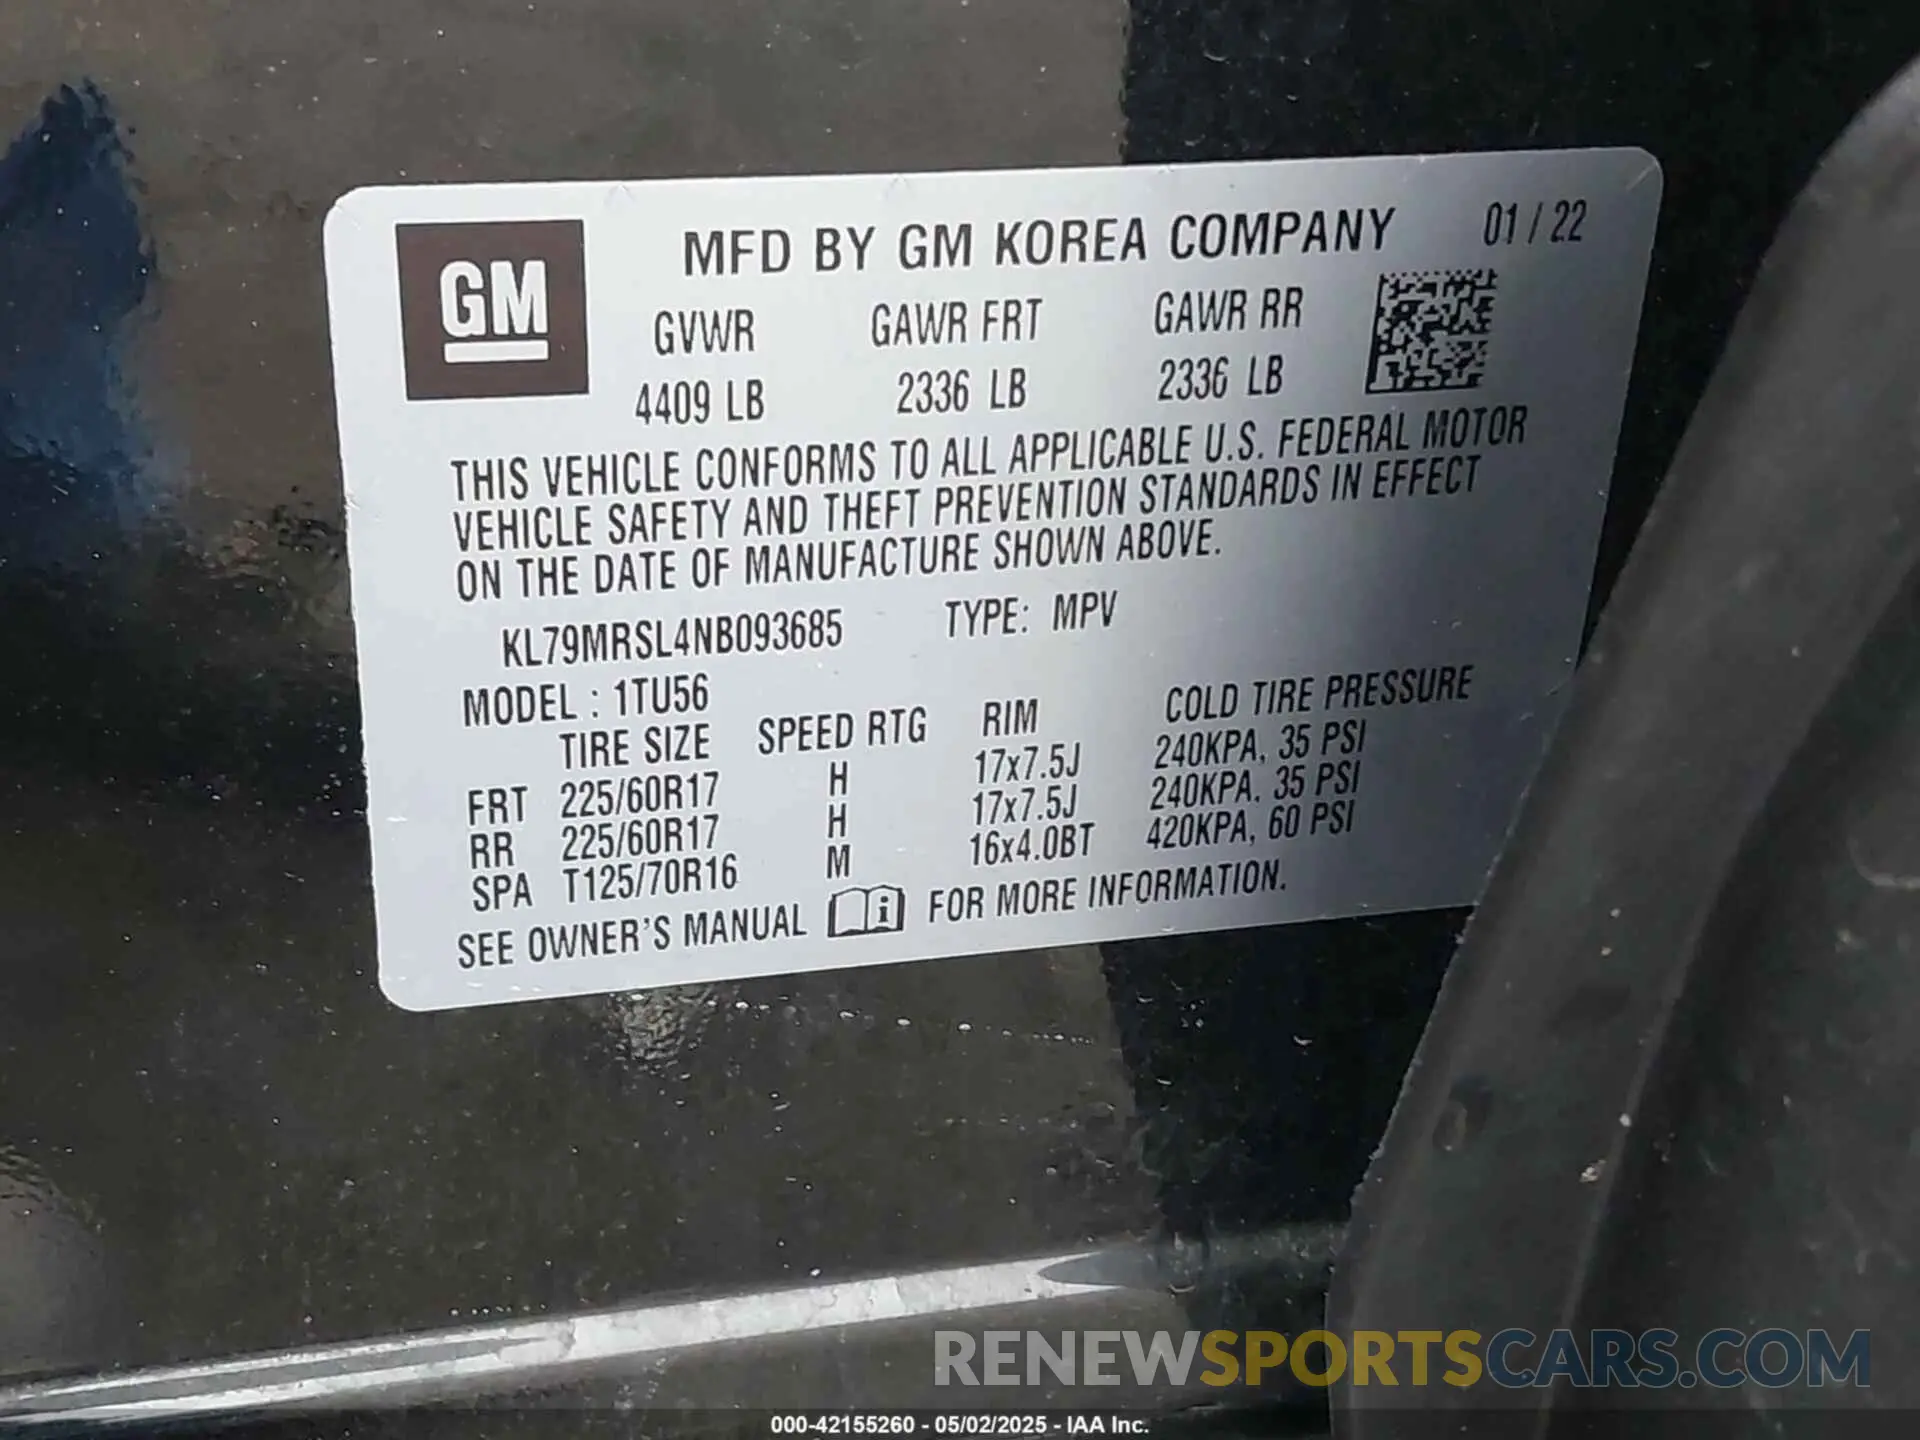 GM
MFD BY GM KOREA COMPANY 01 / 22
GVWR GAWR FRT GAWR RR
4409 LB 2336 LB 2336 LB
THIS VEHICLE CONFORMS TO ALL APPLICABLE U.S. FEDERAL MOTOR
VEHICLE SAFETY AND THEFT PREVENTION STANDARDS IN EFFECT
ON THE DATE OF MANUFACTURE SHOWN ABOVE.
KL79MRSL4NB093685 TYPE: MPV
MODEL : 1TU56
TIRE SIZE SPEED RTG RIM COLD TIRE PRESSURE
FRT 225/60R17 H 17x7.5J 240KPA, 35 PSI
RR 225/60R17 H 17x7.5J 240KPA. 35 PSI
SPA T125/70R16 M 16x4.0BT 420KPA, 60 PSI
SEE OWNER'S MANUAL i FOR MORE INFORMATION.
RENEWSPORTSCARS.COM
000-42155260 - 05/02/2025 - IAA Inc.